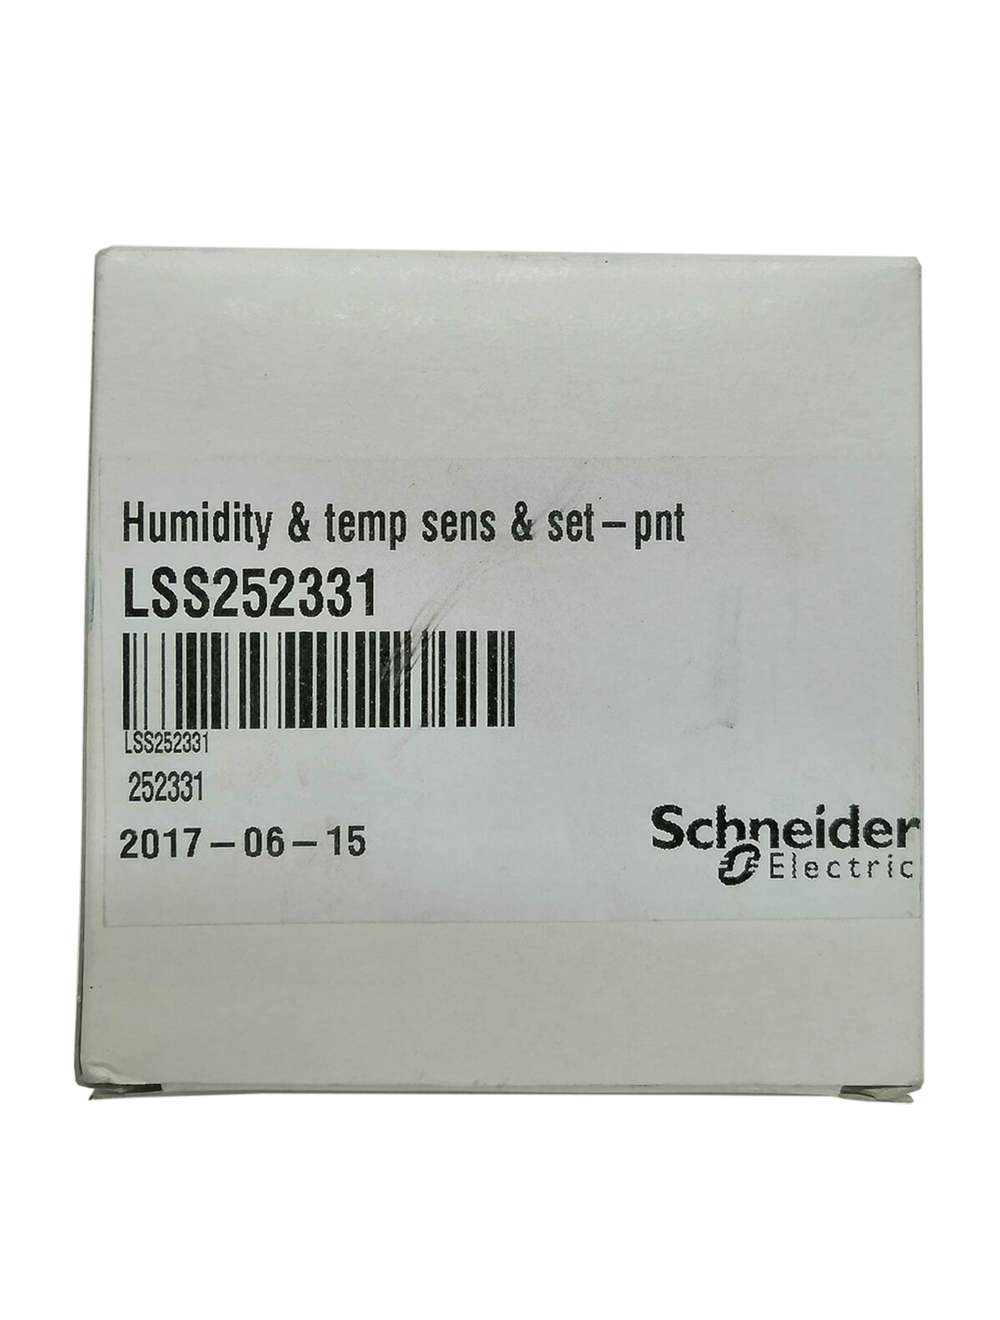 Humidity & temp sens & set-pnt
LSS252331
LSS252331
252331
2017-06-15
Schneider
Electric